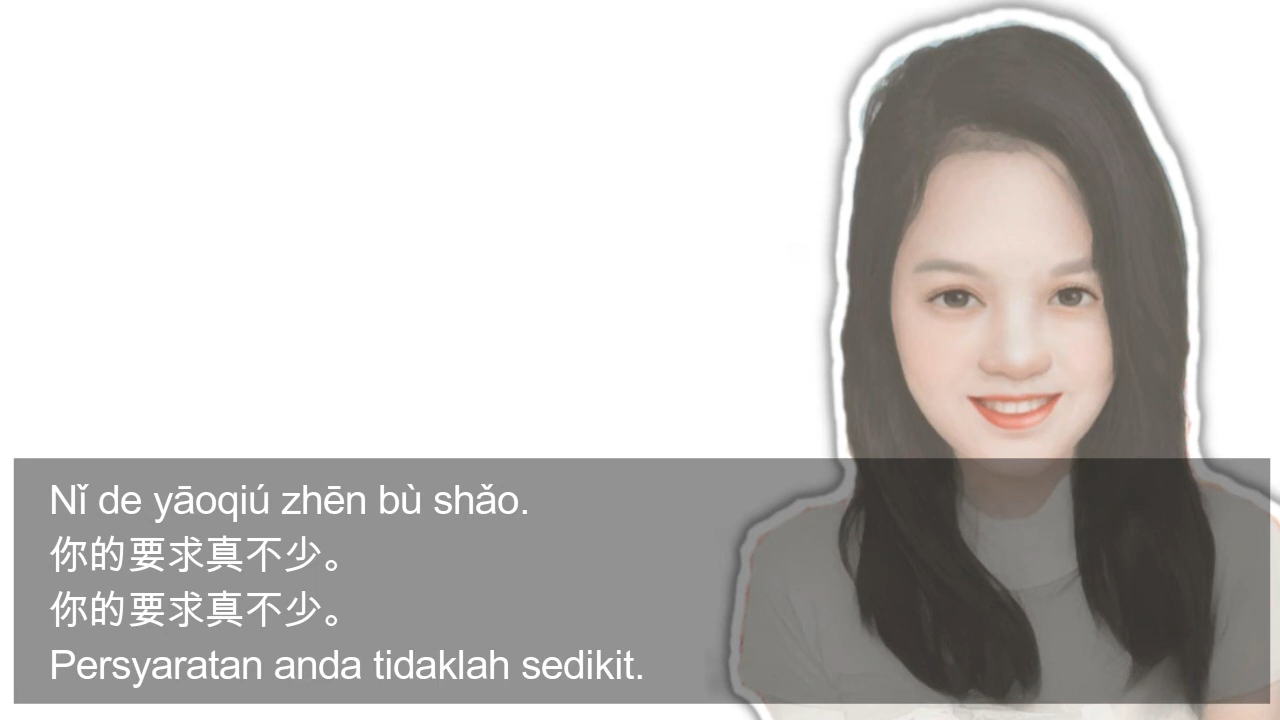 Nǐ de yāoqiú zhēn bù shǎo.
你的要求真不少。
你的要求真不少。
Persyaratan anda tidaklah sedikit.